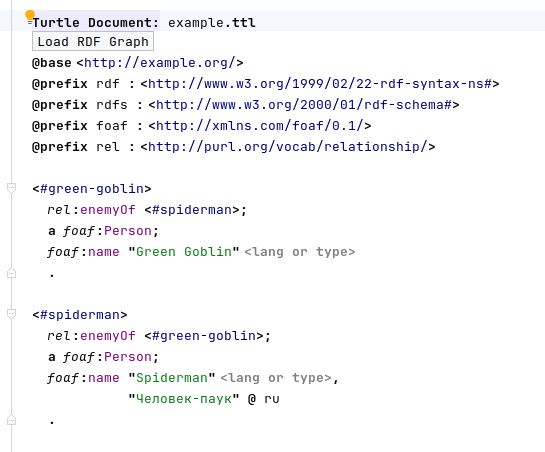 Turtle Document: example.ttl
Load RDF Graph
@base <http://example.org/>
@prefix rdf : <http://www.w3.org/1999/02/22-rdf-syntax-ns#>
@prefix rdfs : <http://www.w3.org/2000/01/rdf-schema#>
@prefix foaf : <http://xmlns.com/foaf/0.1/>
@prefix rel : <http://purl.org/vocab/relationship/>
<#green-goblin>
rel:enemyOf <#spiderman>;
a foaf:Person;
foaf:name "Green Goblin" <lang or type>
.
<#spiderman>
rel:enemyOf <#green-goblin>;
a foaf:Person;
foaf:name "Spiderman" <lang or type>,
"Человек-паук" @ ru
.